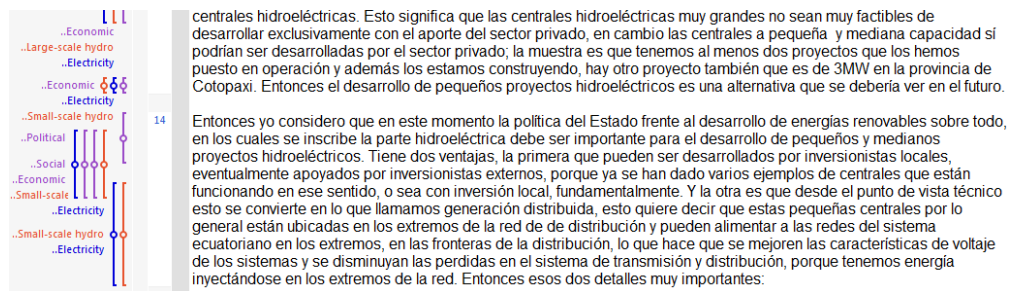 centrales hidroeléctricas. Esto significa que las centrales hidroeléctricas muy grandes no sean muy factibles de
desarrollar exclusivamente con el aporte del sector privado, en cambio las centrales a pequeña y mediana capacidad sí
podrían ser desarrolladas por el sector privado; la muestra es que tenemos al menos dos proyectos que los hemos
puesto en operación y además los estamos construyendo, hay otro proyecto también que es de 3MW en la provincia de
Cotopaxi. Entonces el desarrollo de pequeños proyectos hidroeléctricos es una alternativa que se debería ver en el futuro.
..Economic
..Large-scale hydro
..Electricity
..Economic
..Electricity
..Small-scale hydro
..Political
..Social
..Economic
..Small-scale
..Electricity
..Small-scale hydro
..Electricity
14
Entonces yo considero que en este momento la política del Estado frente al desarrollo de energías renovables sobre todo,
en los cuales se inscribe la parte hidroeléctrica debe ser importante para el desarrollo de pequeños y medianos
proyectos hidroeléctricos. Tiene dos ventajas, la primera que pueden ser desarrollados por inversionistas locales,
eventualmente apoyados por inversionistas externos, porque ya se han dado varios ejemplos de centrales que están
funcionando en ese sentido, o sea con inversión local, fundamentalmente. Y la otra es que desde el punto de vista técnico
esto se convierte en lo que llamamos generación distribuida, esto quiere decir que estas pequeñas centrales por lo
general están ubicadas en los extremos de la red de de distribución y pueden alimentar a las redes del sistema
ecuatoriano en los extremos, en las fronteras de la distribución, lo que hace que se mejoren las características de voltaje
de los sistemas y se disminuyan las perdidas en el sistema de transmisión y distribución, porque tenemos energía
inyectándose en los extremos de la red. Entonces esos dos detalles muy importantes: